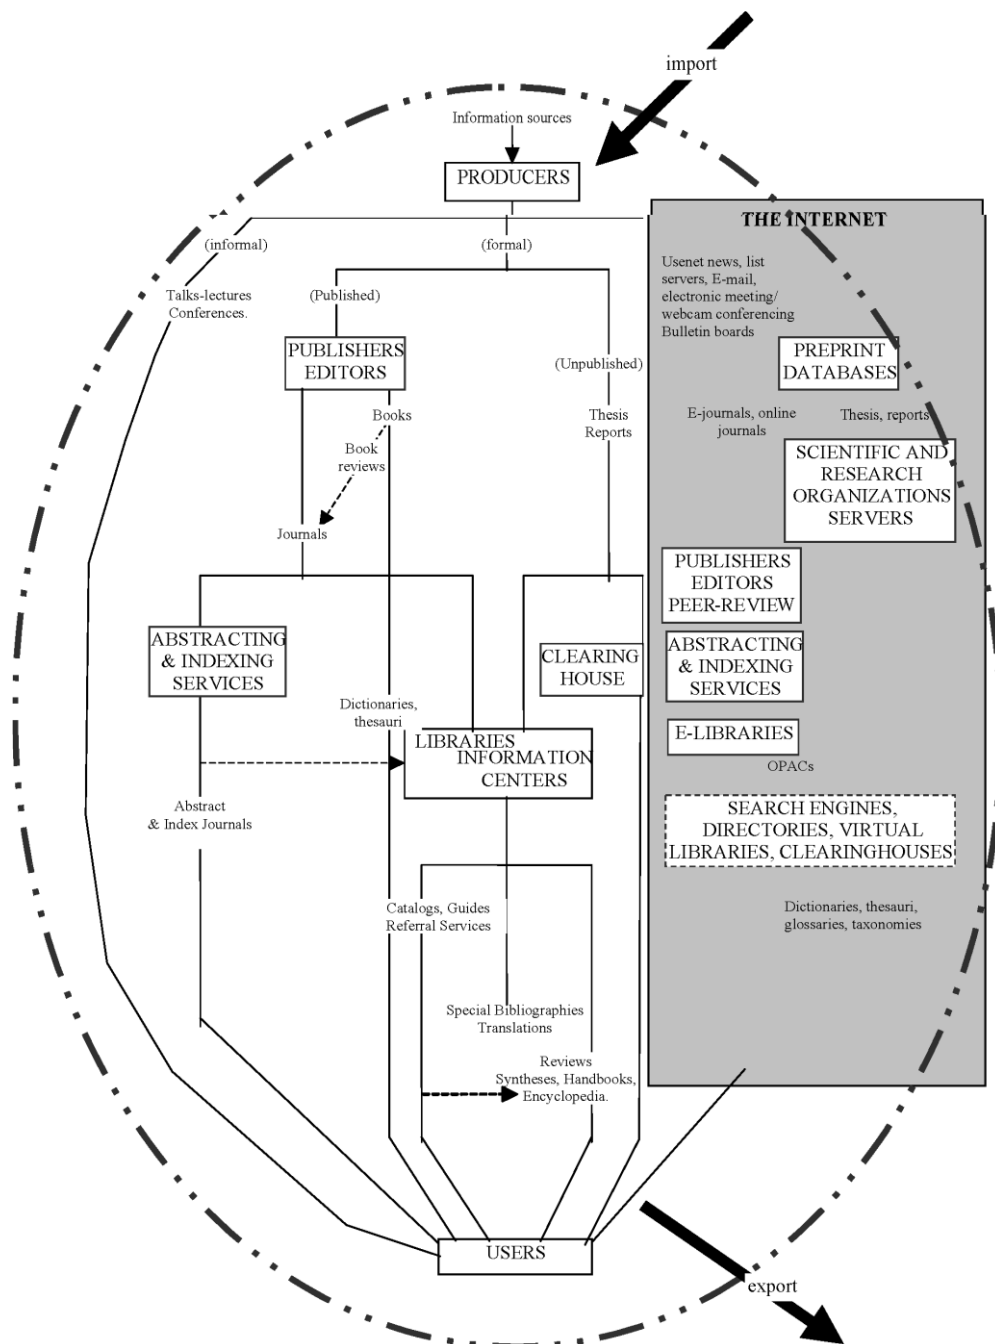 import
Information sources
PRODUCERS
THE INTERNET
(informal)
(formal)
Usenet news, list
servers, E-mail,
electronic meeting/
webcam conferencing
Bulletin boards
Talks-lectures
Conferences.
(Published)
PUBLISHERS
EDITORS
(Unpublished)
PREPRINT
DATABASES
Books
Thesis
Reports
E-journals, online
journals
Thesis, reports
Book
reviews
SCIENTIFIC AND
RESEARCH
ORGANIZATIONS
SERVERS
Journals
PUBLISHERS
EDITORS
PEER-REVIEW
ABSTRACTING
& INDEXING
SERVICES
CLEARING
HOUSE
ABSTRACTING
& INDEXING
SERVICES
Dictionaries,
thesauri
LIBRARIES
INFORMATION
CENTERS
E-LIBRARIES
OPACs
Abstract
& Index Journals
SEARCH ENGINES,
DIRECTORIES, VIRTUAL
LIBRARIES, CLEARINGHOUSES
Catalogs, Guides
Referral Services
Dictionaries, thesauri,
glossaries, taxonomies
Special Bibliographies
Translations
Reviews
Syntheses, Handbooks,
Encyclopedia.
USERS
export